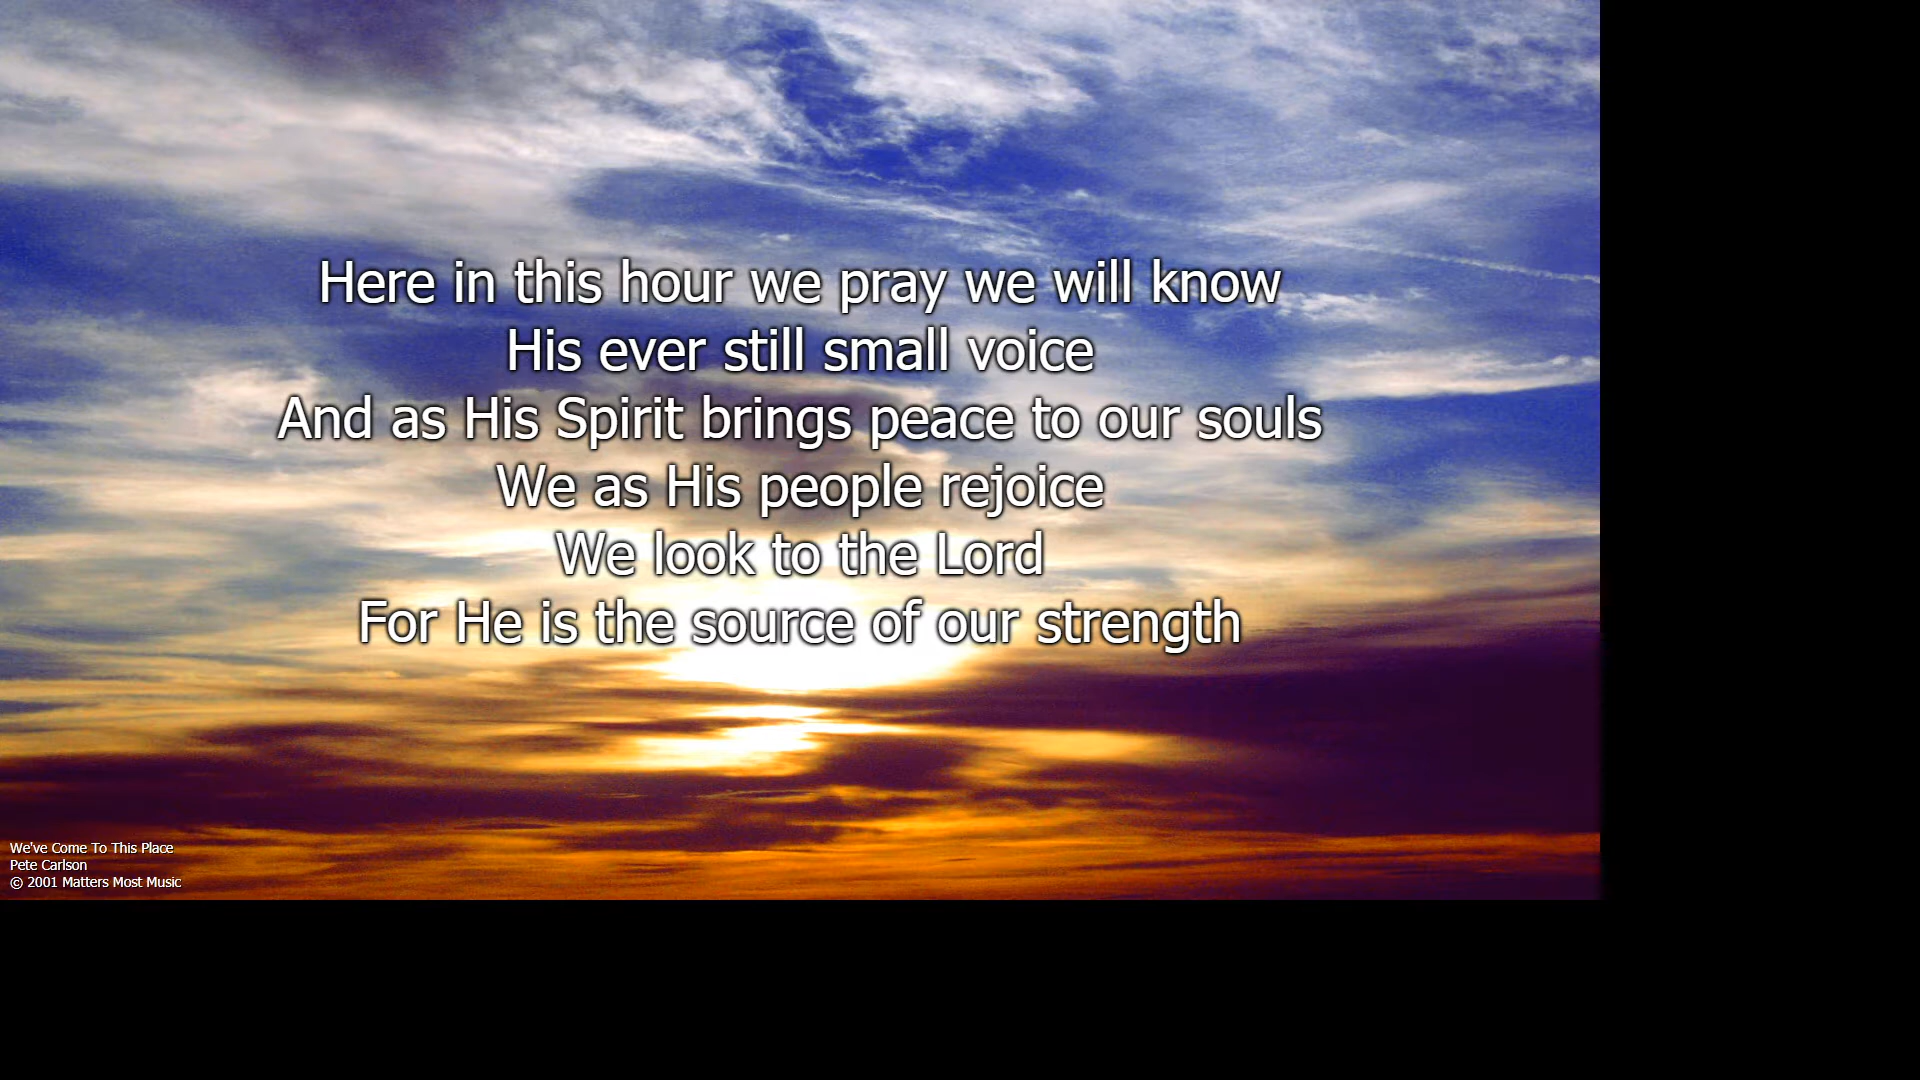 Here in this hour we pray we will know
His ever still small voice
And as His Spirit brings peace to our souls
We as His people rejoice
We look to the Lord
For He is the source of our strength
We've Come To This Place
Pete Carlson
© 2001 Matters Most Music